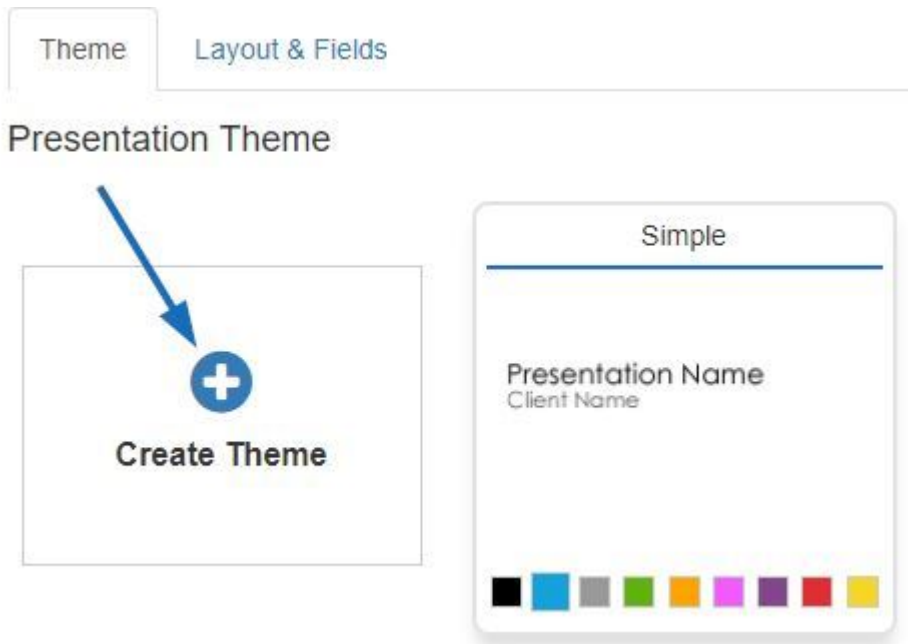 Theme
Layout & Fields
Presentation Theme
Create Theme
Simple
Presentation Name
Client Name